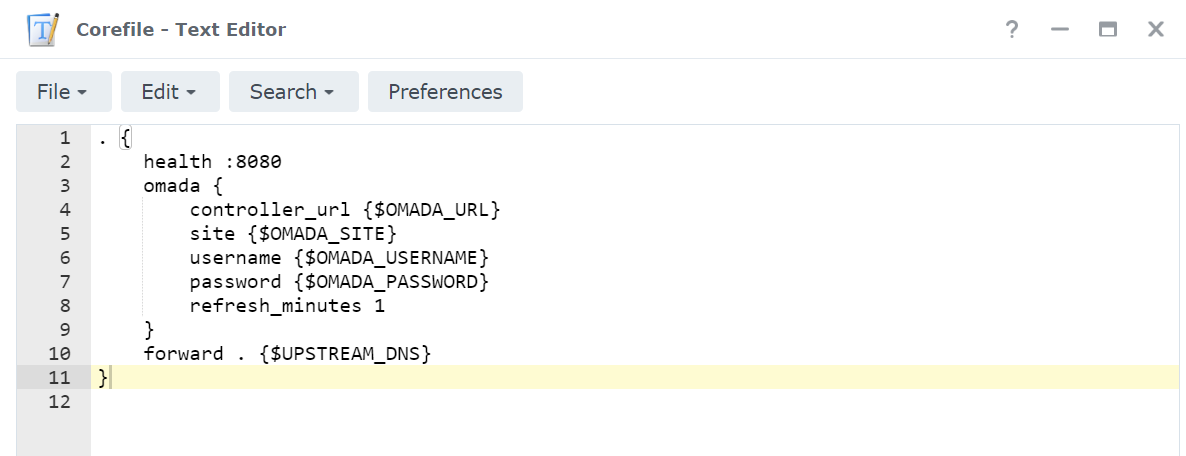 Corefile - Text Editor
?
File
Edit
Search
Preferences
1 . {
2     health :8080
3     omada {
4         controller_url {$OMADA_URL}
5         site {$OMADA_SITE}
6         username {$OMADA_USERNAME}
7         password {$OMADA_PASSWORD}
8         refresh_minutes 1
9     }
10     forward . {$UPSTREAM_DNS}
11 }
12